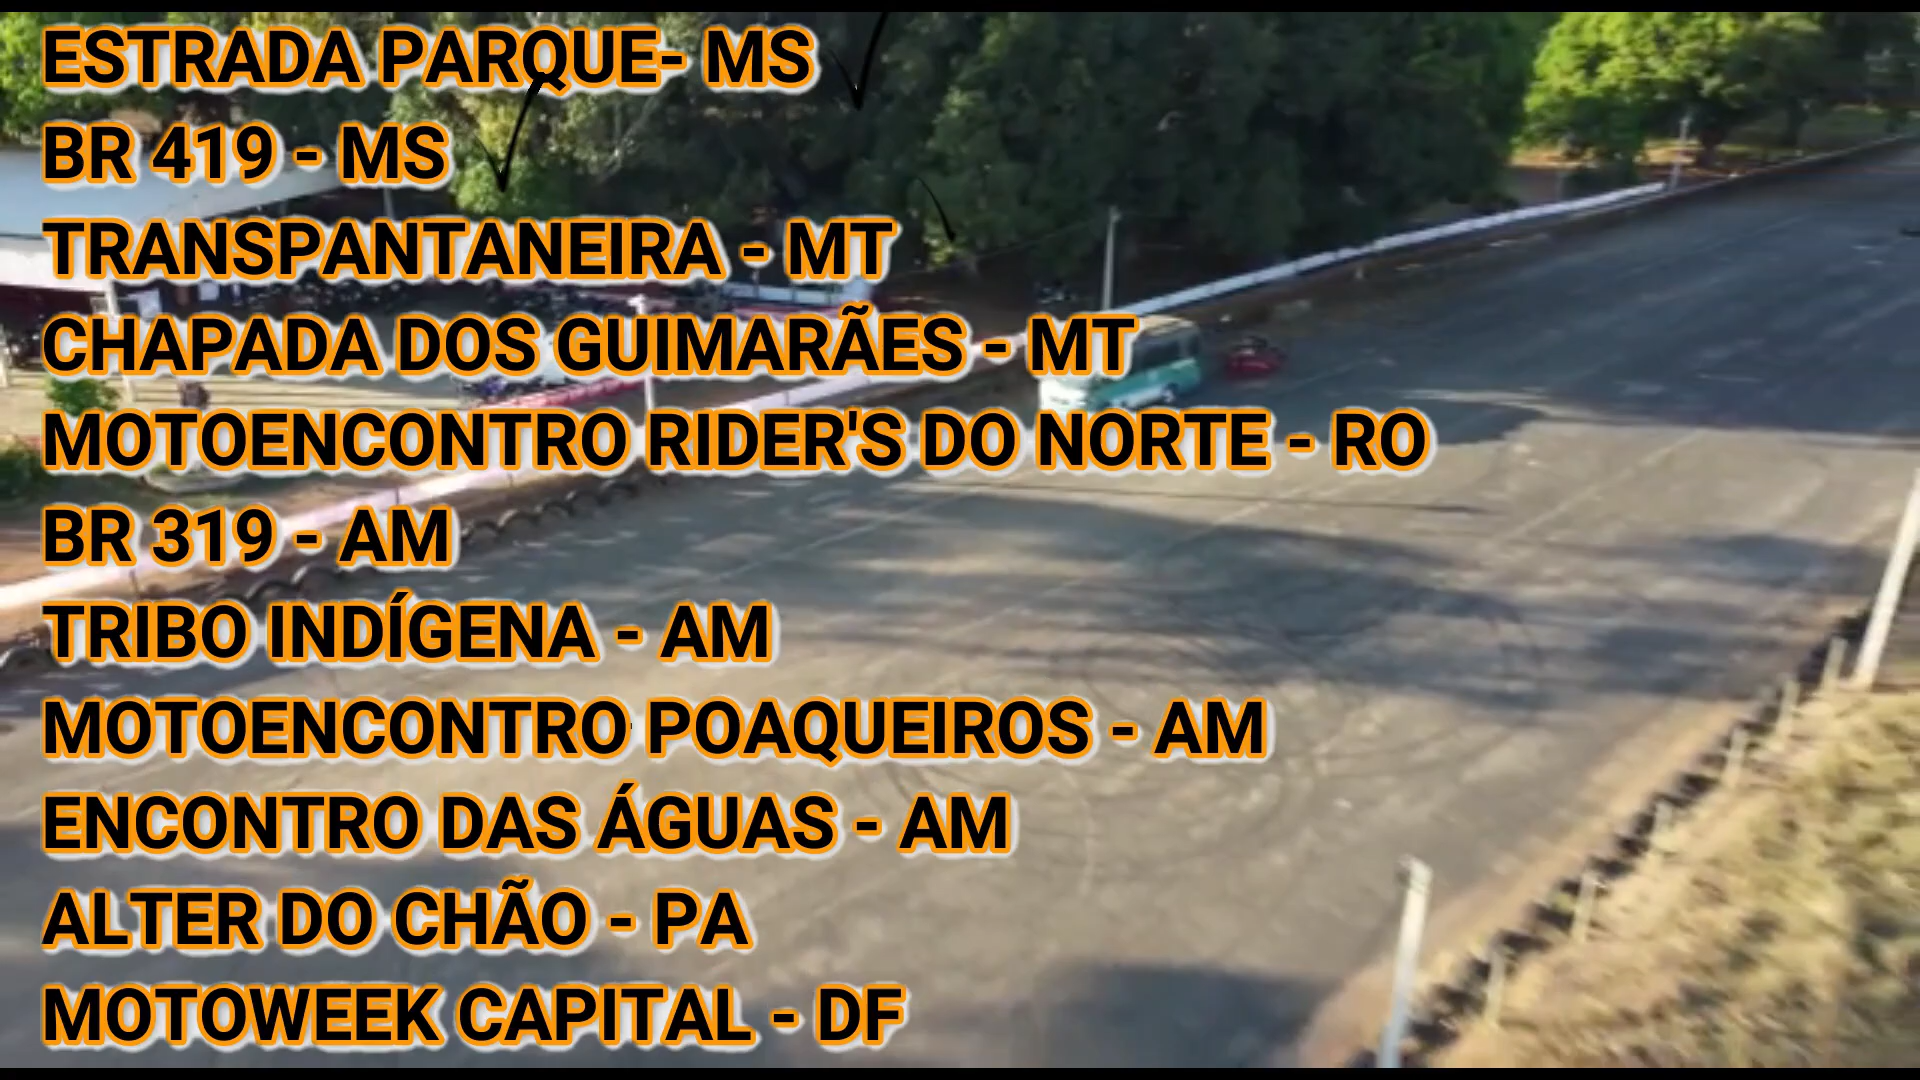 ESTRADA PARQUE- MS
BR 419 - MS
TRANSPANTANEIRA - MT
CHAPADA DOS GUIMARÃES - MT
MOTOENCONTRO RIDER'S DO NORTE - RO
BR 319 - AM
TRIBO INDÍGENA - AM
MOTOENCONTRO POAQUEIROS - AM
ENCONTRO DAS ÁGUAS - AM
ALTER DO CHÃO - PA
MOTOWEEK CAPITAL - DF